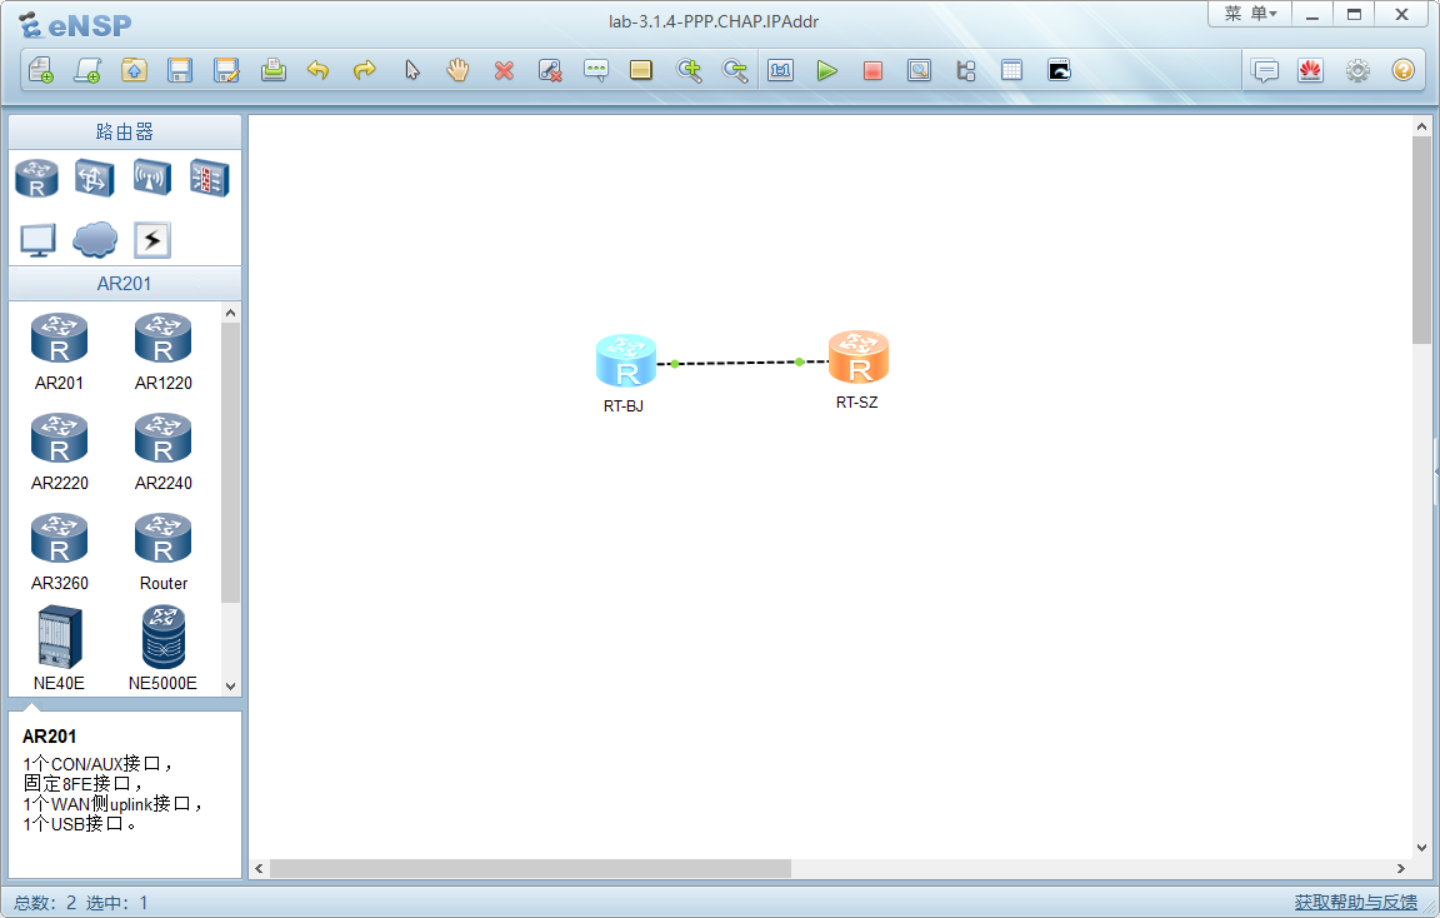 eNSP
lab-3.1.4-PPP.CHAP.IPAddr
菜 单
路由器
R
AR201
R R
AR201 AR1220
R R
AR2220 AR2240
R R
AR3260 Router
NE40E NE5000E
R R
RT-BJ RT-SZ
AR201
1个CON/AUX接口，
固定8FE接口，
1个WAN侧uplink接口，
1个USB接口。
总数：2 选中：1
获取帮助与反馈